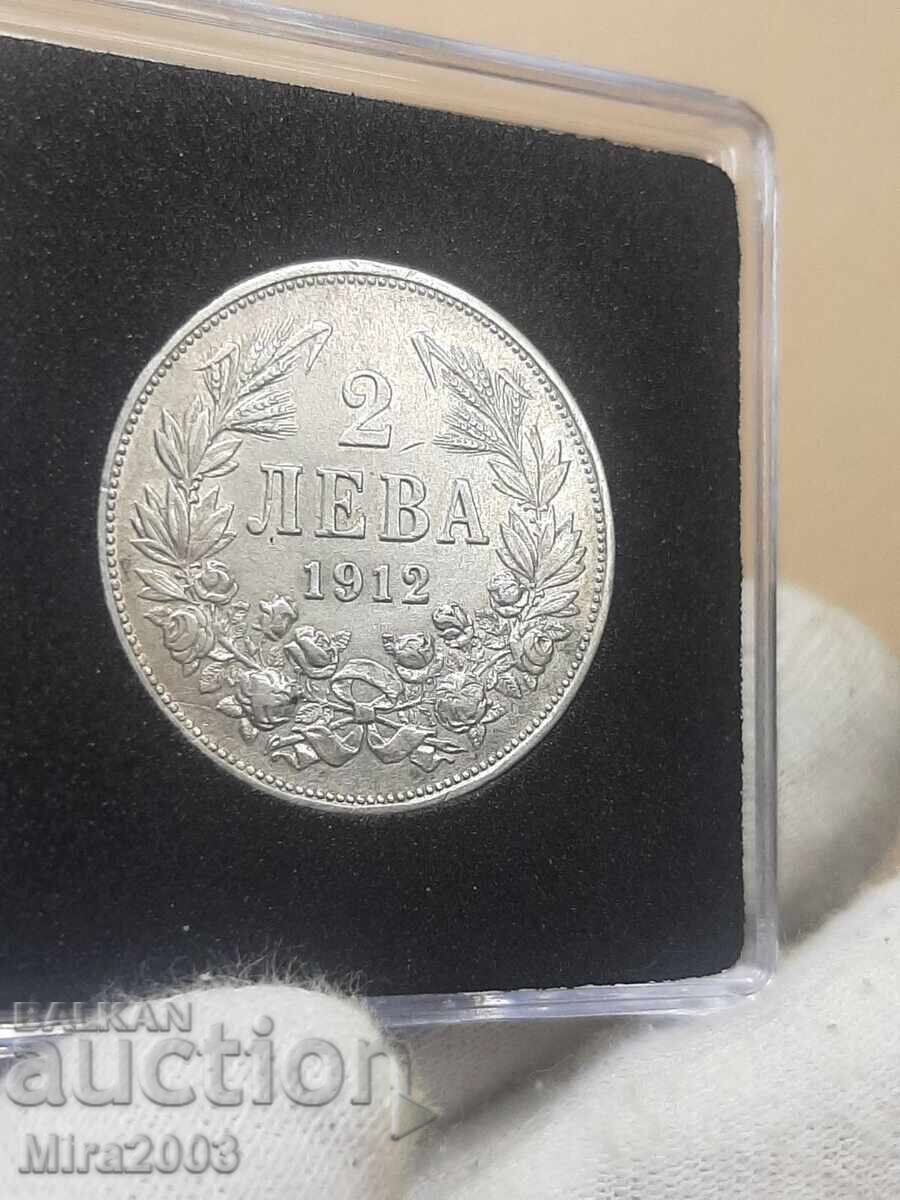 2
ЛЕВА
1912
BALKAN
auction
Mira2003